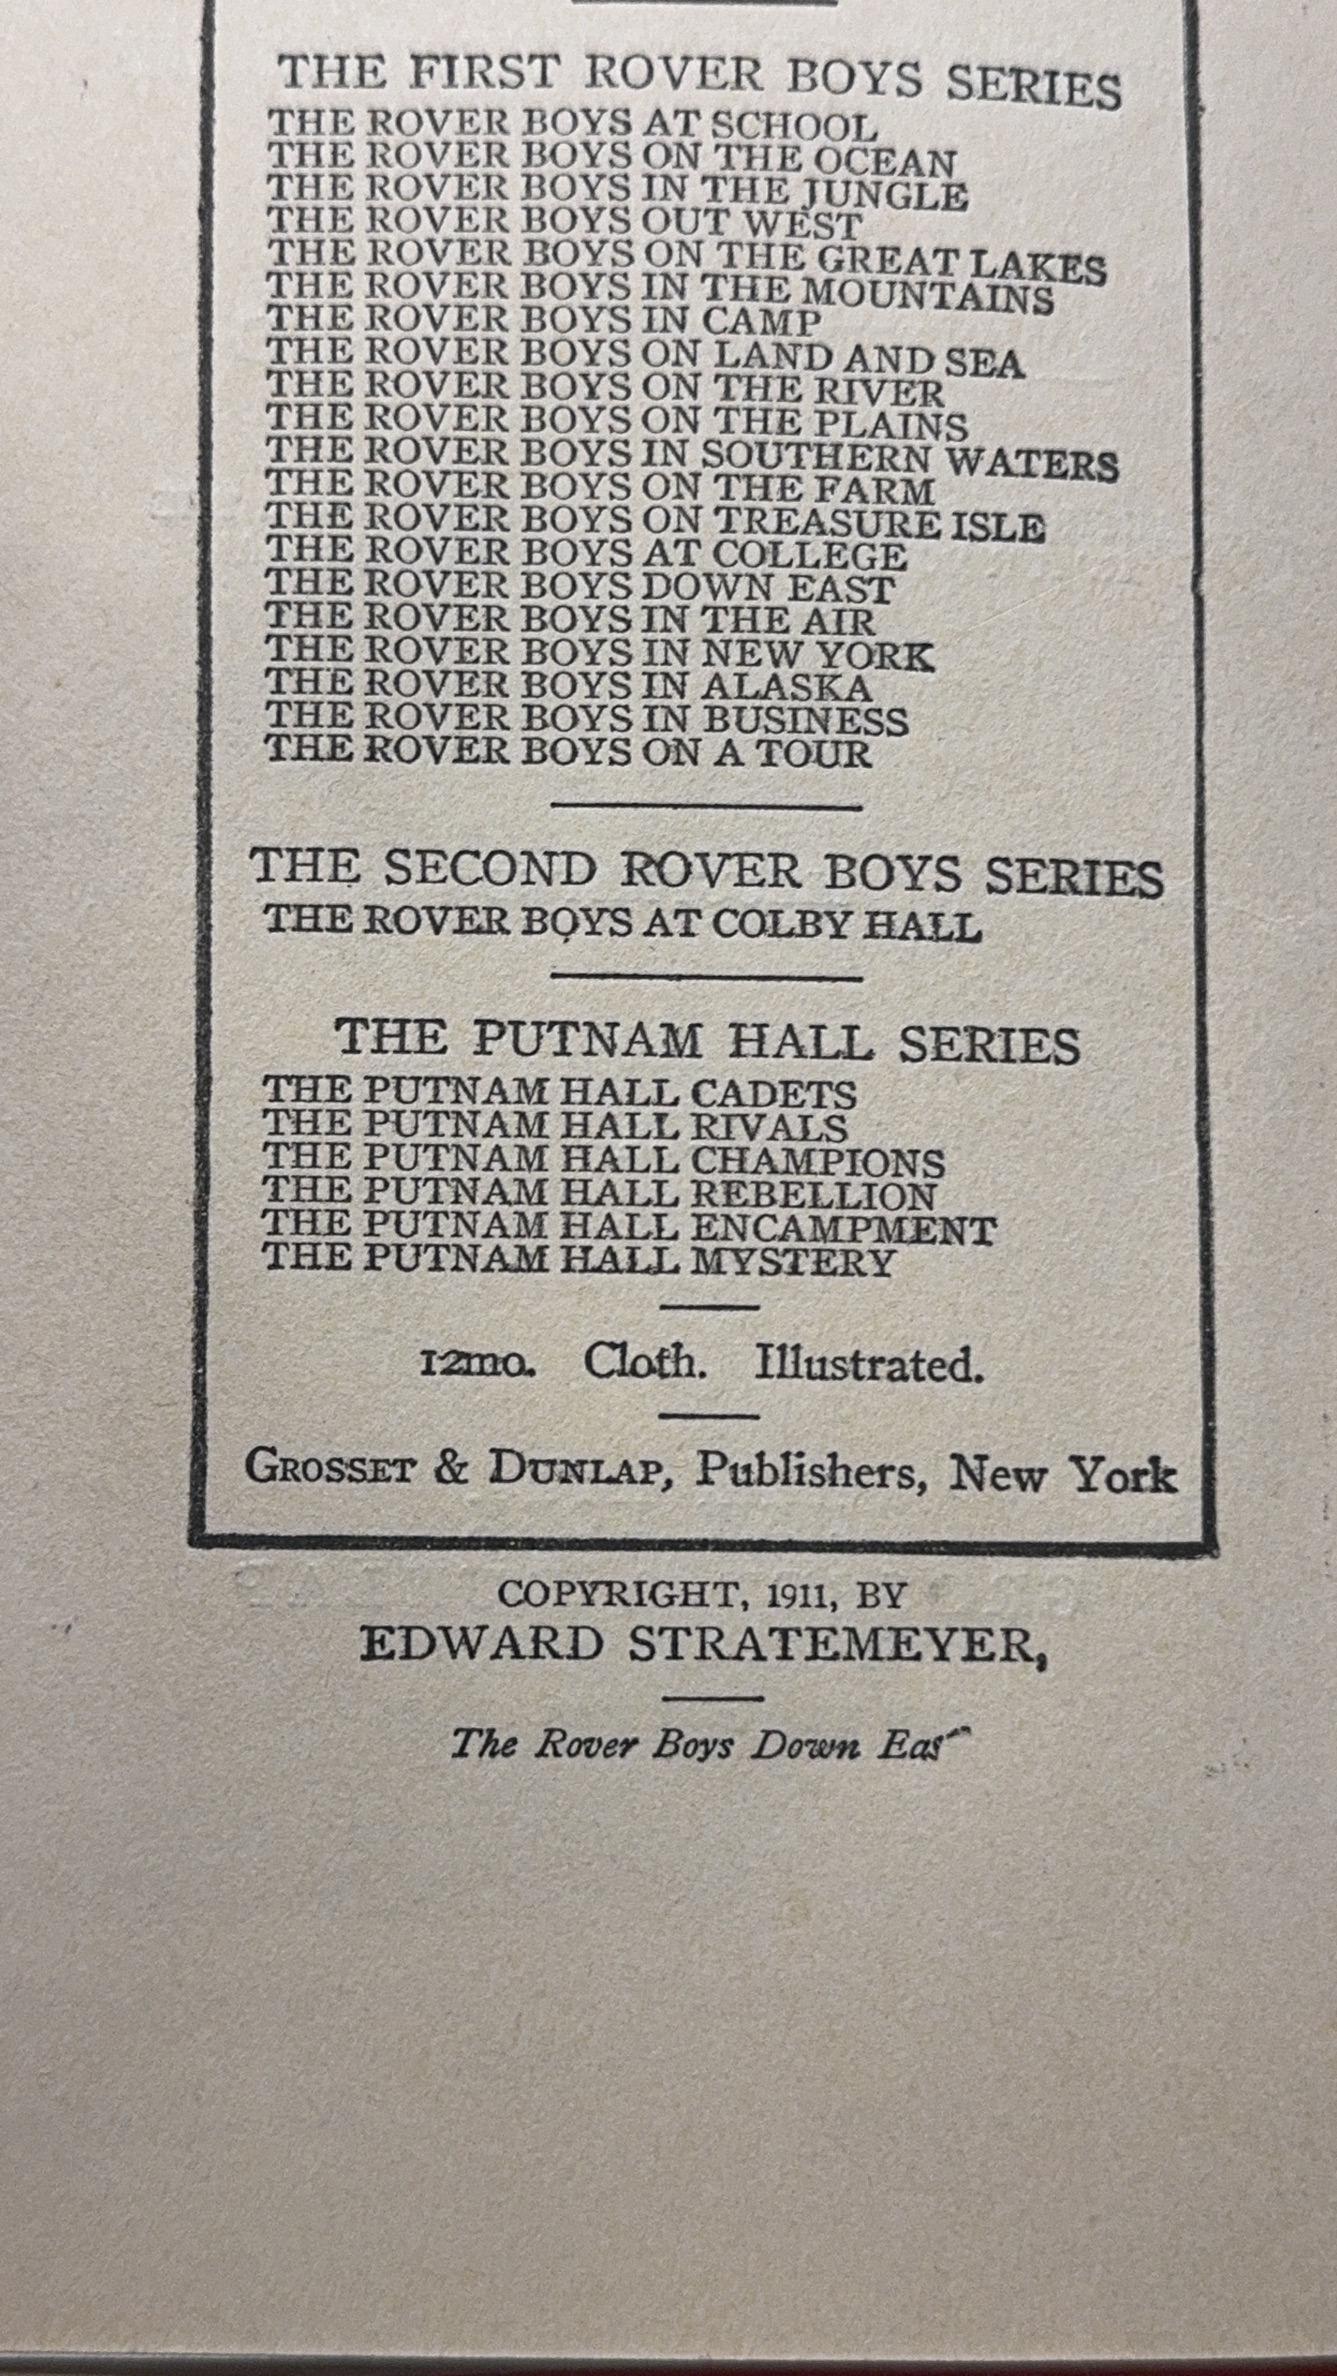 THE FIRST ROVER BOYS SERIES
THE ROVER BOYS AT SCHOOL
THE ROVER BOYS ON THE OCEAN
THE ROVER BOYS IN THE JUNGLE
THE ROVER BOYS OUT WEST
THE ROVER BOYS ON THE GREAT LAKES
THE ROVER BOYS IN THE MOUNTAINS
THE ROVER BOYS IN CAMP
THE ROVER BOYS ON LAND AND SEA
THE ROVER BOYS ON THE RIVER
THE ROVER BOYS ON THE PLAINS
THE ROVER BOYS IN SOUTHERN WATERS
THE ROVER BOYS ON THE FARM
THE ROVER BOYS ON TREASURE ISLE
THE ROVER BOYS AT COLLEGE
THE ROVER BOYS DOWN EAST
THE ROVER BOYS IN THE AIR
THE ROVER BOYS IN NEW YORK
THE ROVER BOYS IN ALASKA
THE ROVER BOYS IN BUSINESS
THE ROVER BOYS ON A TOUR
THE SECOND ROVER BOYS SERIES
THE ROVER BOYS AT COLBY HALL
THE PUTNAM HALL SERIES
THE PUTNAM HALL CADETS
THE PUTNAM HALL RIVALS
THE PUTNAM HALL CHAMPIONS
THE PUTNAM HALL REBELLION
THE PUTNAM HALL ENCAMPMENT
THE PUTNAM HALL MYSTERY
12mo. Cloth. Illustrated.
GROSSET & DUNLAP, Publishers, New York
COPYRIGHT, 1911, BY
EDWARD STRATEMEYER,
The Rover Boys Down East